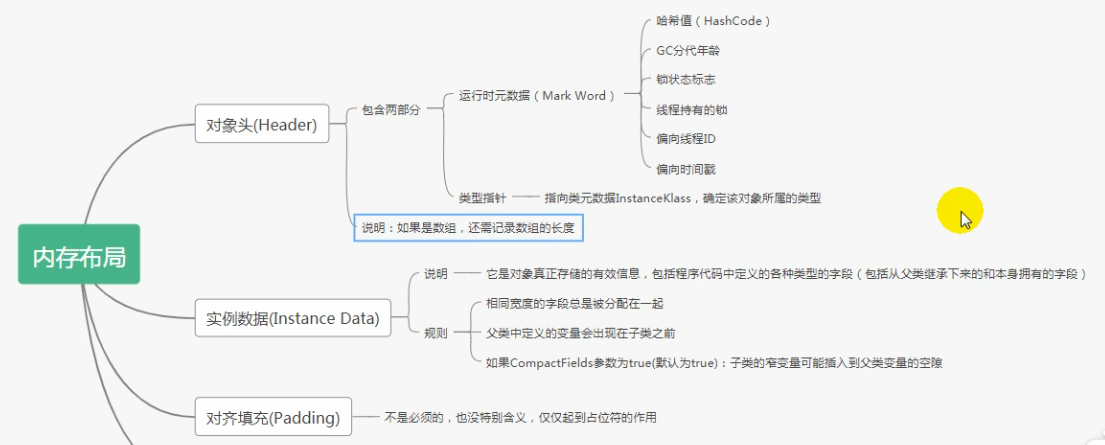 内存布局
对象头(Header)
包含两部分
运行时元数据（Mark Word）
哈希值（HashCode）
GC分代年龄
锁状态标志
线程持有的锁
偏向线程ID
偏向时间戳
类型指针
指向类元数据InstanceKlass，确定该对象所属的类型
说明：如果是数组，还需记录数组的长度
实例数据(Instance Data)
说明
它是对象真正存储的有效信息，包括程序代码中定义的各种类型的字段（包括从父类继承下来的和本身拥有的字段）
规则
相同宽度的字段总是被分配在一起
父类中定义的变量会出现在子类之前
如果CompactFields参数为true(默认为true)：子类的窄变量可能插入到父类变量的空隙
对齐填充(Padding)
不是必须的，也没特别含义，仅仅起到占位符的作用